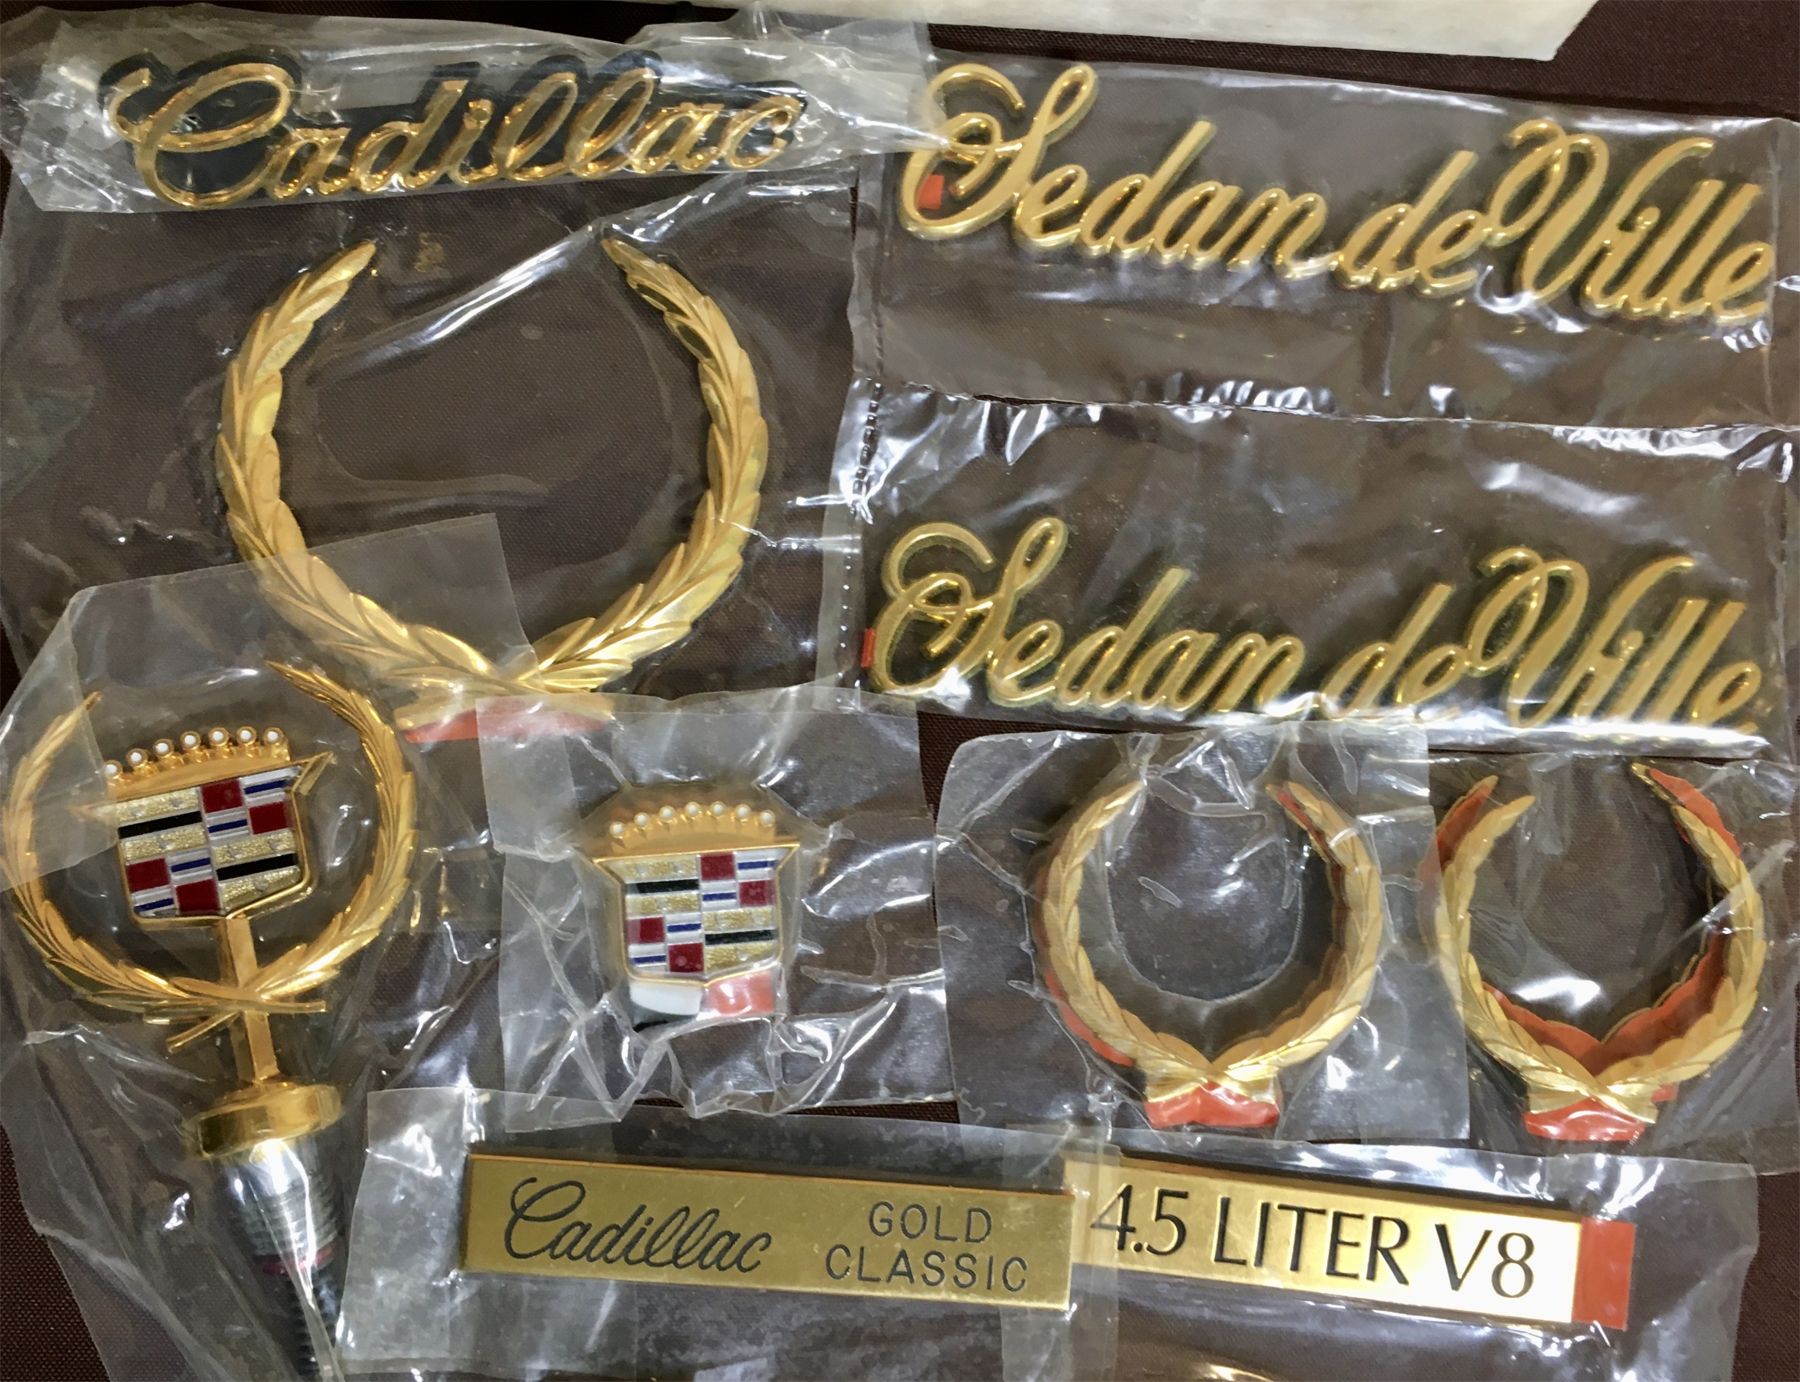 Cadillac
Sedan de Ville
Sedan de Ville
Cadillac GOLD CLASSIC
4.5 LITER V8